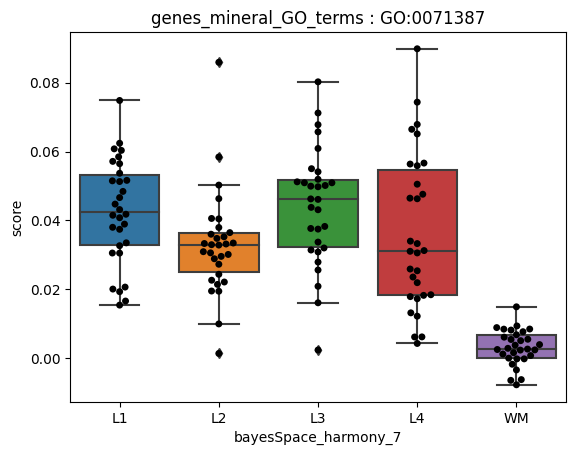 genes_mineral_GO_terms : GO:0071387
0.08
0.06
0.04
0.02
0.00
score
L1 L2 L3 L4 WM
bayesSpace_harmony_7